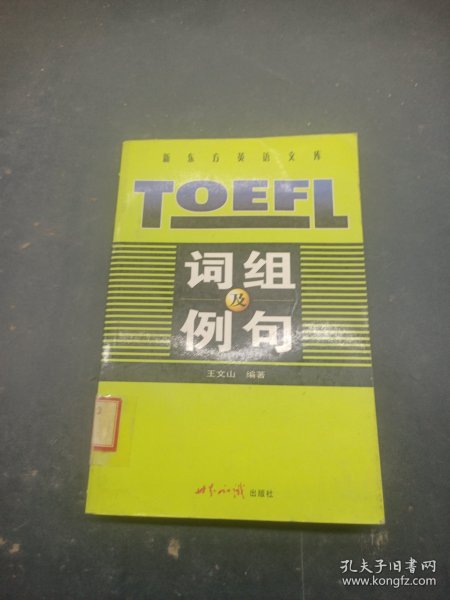 新东方英语文库
TOEFL
词组
及
例句
王文山 编著
世界知识出版社
孔夫子旧书网
www.kongfz.com